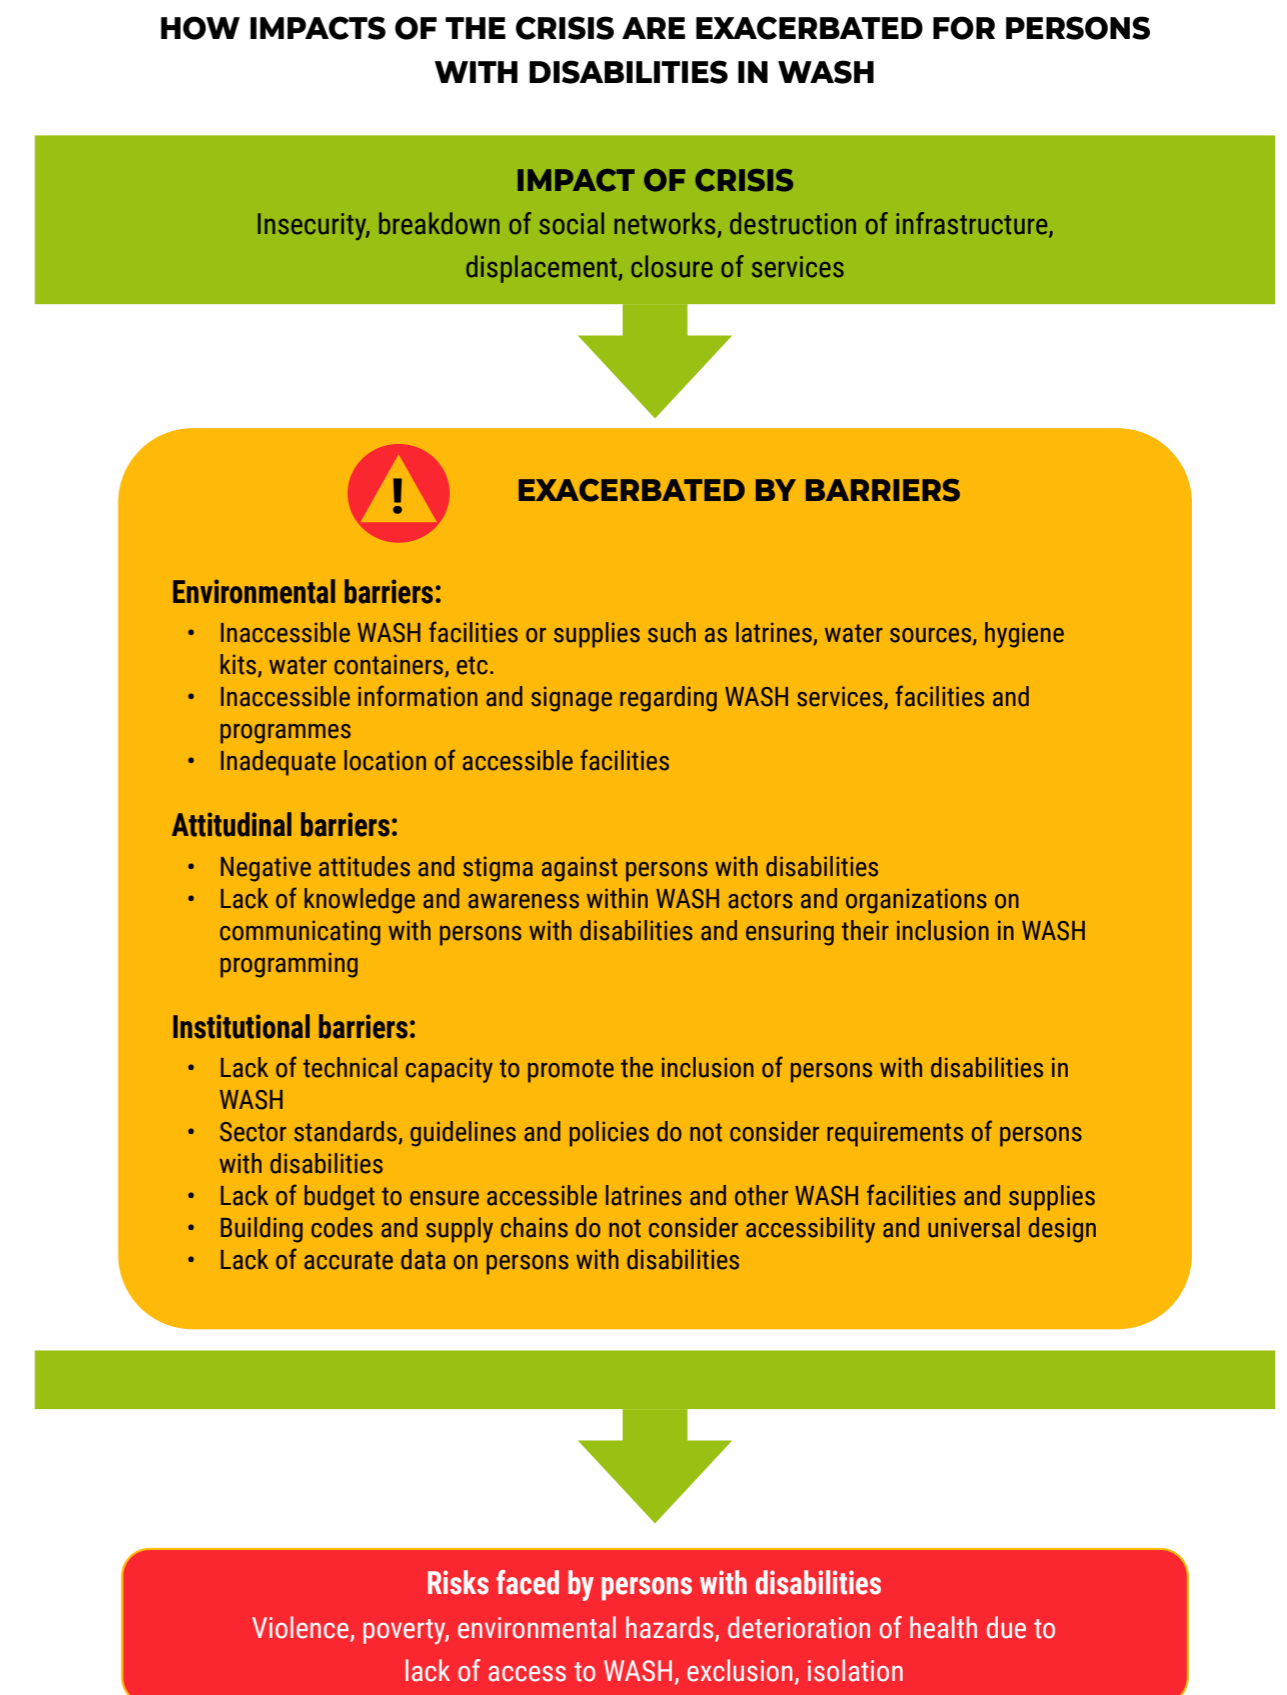 HOW IMPACTS OF THE CRISIS ARE EXACERBATED FOR PERSONS
WITH DISABILITIES IN WASH
IMPACT OF CRISIS
Insecurity, breakdown of social networks, destruction of infrastructure,
displacement, closure of services
!
EXACERBATED BY BARRIERS
Environmental barriers:
• Inaccessible WASH facilities or supplies such as latrines, water sources, hygiene
kits, water containers, etc.
• Inaccessible information and signage regarding WASH services, facilities and
programmes
• Inadequate location of accessible facilities
Attitudinal barriers:
• Negative attitudes and stigma against persons with disabilities
• Lack of knowledge and awareness within WASH actors and organizations on
communicating with persons with disabilities and ensuring their inclusion in WASH
programming
Institutional barriers:
• Lack of technical capacity to promote the inclusion of persons with disabilities in
WASH
• Sector standards, guidelines and policies do not consider requirements of persons
with disabilities
• Lack of budget to ensure accessible latrines and other WASH facilities and supplies
• Building codes and supply chains do not consider accessibility and universal design
• Lack of accurate data on persons with disabilities
Risks faced by persons with disabilities
Violence, poverty, environmental hazards, deterioration of health due to
lack of access to WASH, exclusion, isolation